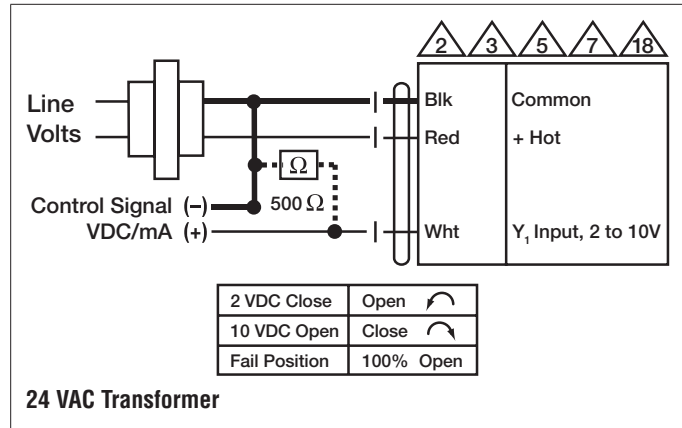 2 3 5 7 18
Line
Volts
Blk Common
Red + Hot
Ω
500 Ω
Control Signal (−)
VDC/mA (+)
Wht Y₁ Input, 2 to 10V
2 VDC Close Open
10 VDC Open Close
Fail Position 100% Open
24 VAC Transformer